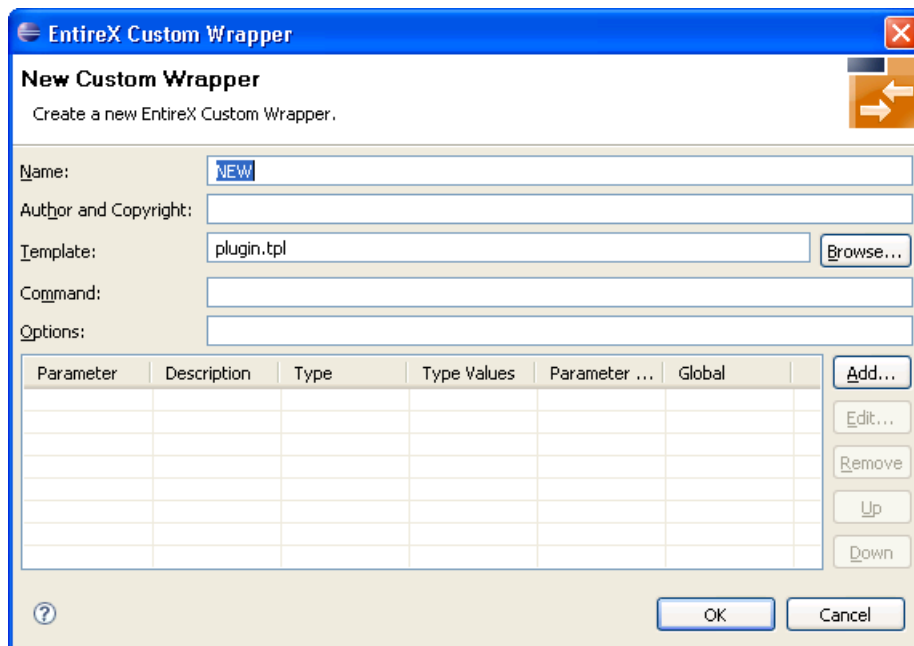 EntireX Custom Wrapper
New Custom Wrapper
Create a new EntireX Custom Wrapper.
Name: NEW
Author and Copyright:
Template: plugin.tpl Browse...
Command:
Options:
Parameter Description Type Type Values Parameter ... Global Add...
Edit...
Remove
Up
Down
? OK Cancel